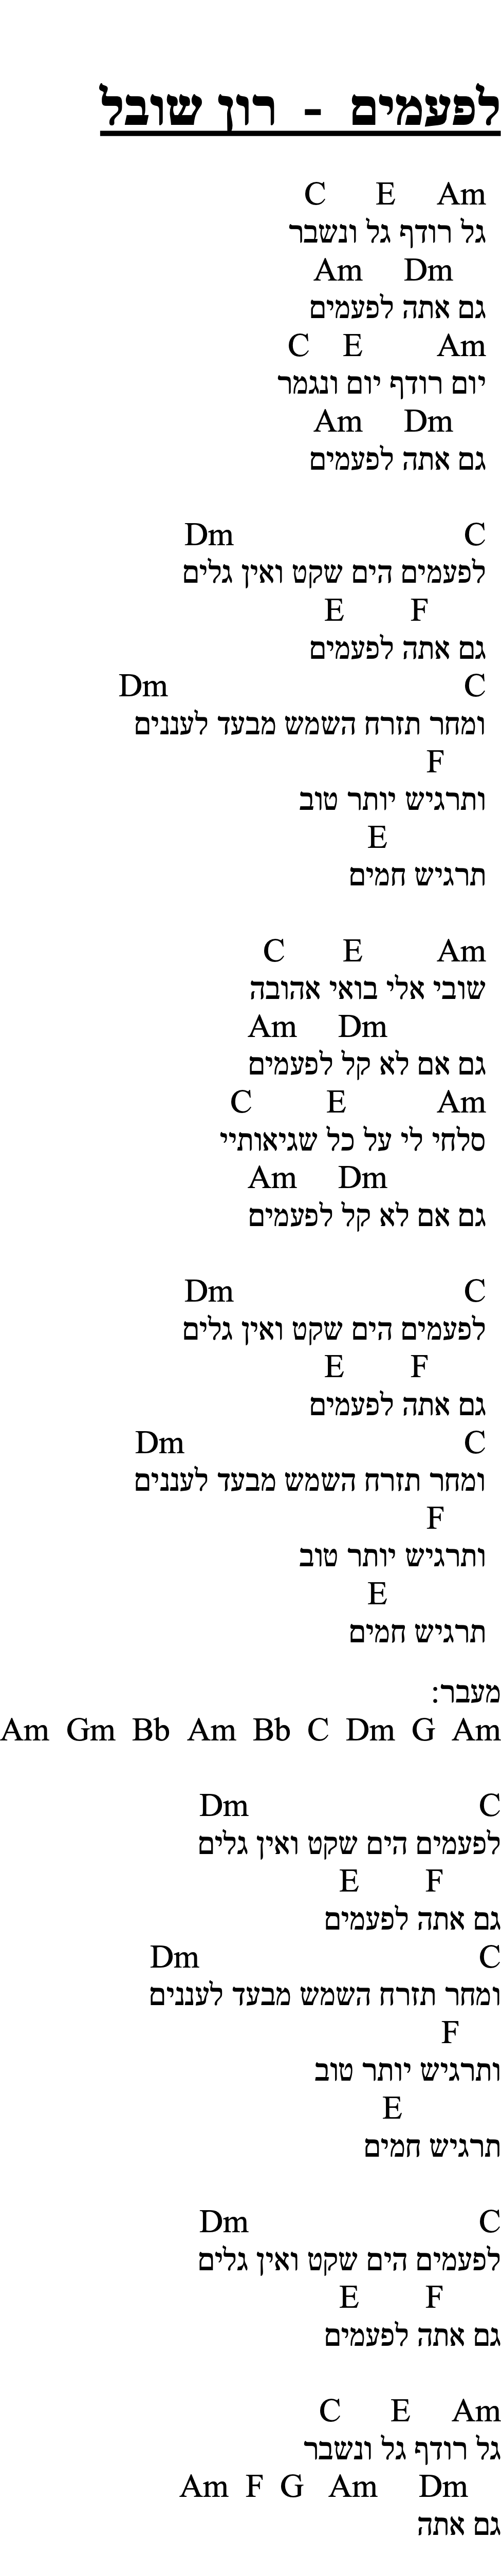 לפעמים - רון שובל
Am E C
גל רודף גל ונשבר
Dm Am
גם אתה לפעמים
Am E C
יום רודף יום ונגמר
Dm Am
גם אתה לפעמים
C Dm
לפעמים הים שקט ואין גלים
F E
גם אתה לפעמים
C Dm
ומחר תזרח השמש מבעד לעננים
F
ותרגיש יותר טוב
E
תרגיש חמים
Am E C
שובי אלי בואי אהובה
Dm Am
גם אם לא קל לפעמים
Am E C
סלחי לי על כל שגיאותיי
Dm Am
גם אם לא קל לפעמים
C Dm
לפעמים הים שקט ואין גלים
F E
גם אתה לפעמים
C Dm
ומחר תזרח השמש מבעד לעננים
F
ותרגיש יותר טוב
E
תרגיש חמים
מעבר:
Am G Dm C Bb Am Bb Gm Am
C Dm
לפעמים הים שקט ואין גלים
F E
גם אתה לפעמים
C Dm
ומחר תזרח השמש מבעד לעננים
F
ותרגיש יותר טוב
E
תרגיש חמים
C Dm
לפעמים הים שקט ואין גלים
F E
גם אתה לפעמים
Am E C
גל רודף גל ונשבר
Dm Am G F Am
גם אתה